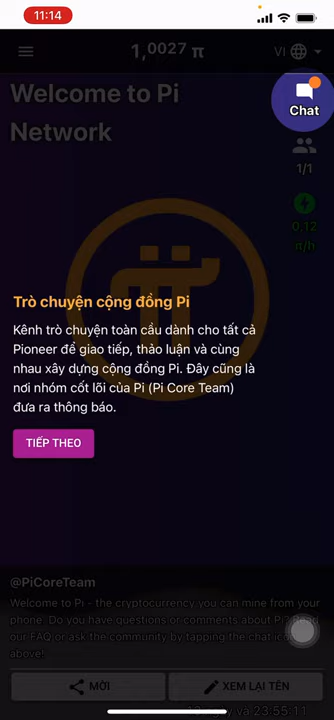 11:14
1,0027 π
VI
Welcome to Pi
Network
Chat
1/1
0,12
π/h
Trò chuyện cộng đồng Pi
Kênh trò chuyện toàn cầu dành cho tất cả
Pioneer để giao tiếp, thảo luận và cùng
nhau xây dựng cộng đồng Pi. Đây cũng là
nơi nhóm cốt lõi của Pi (Pi Core Team)
đưa ra thông báo.
TIẾP THEO
@PiCoreTeam
Welcome to Pi - the cryptocurrency you can mine from your
phone. Do you have questions or comments about Pi?
our FAQ or ask the community by tapping the chat
above!
MỜI
XEM LẠI TÊN
23:55:11